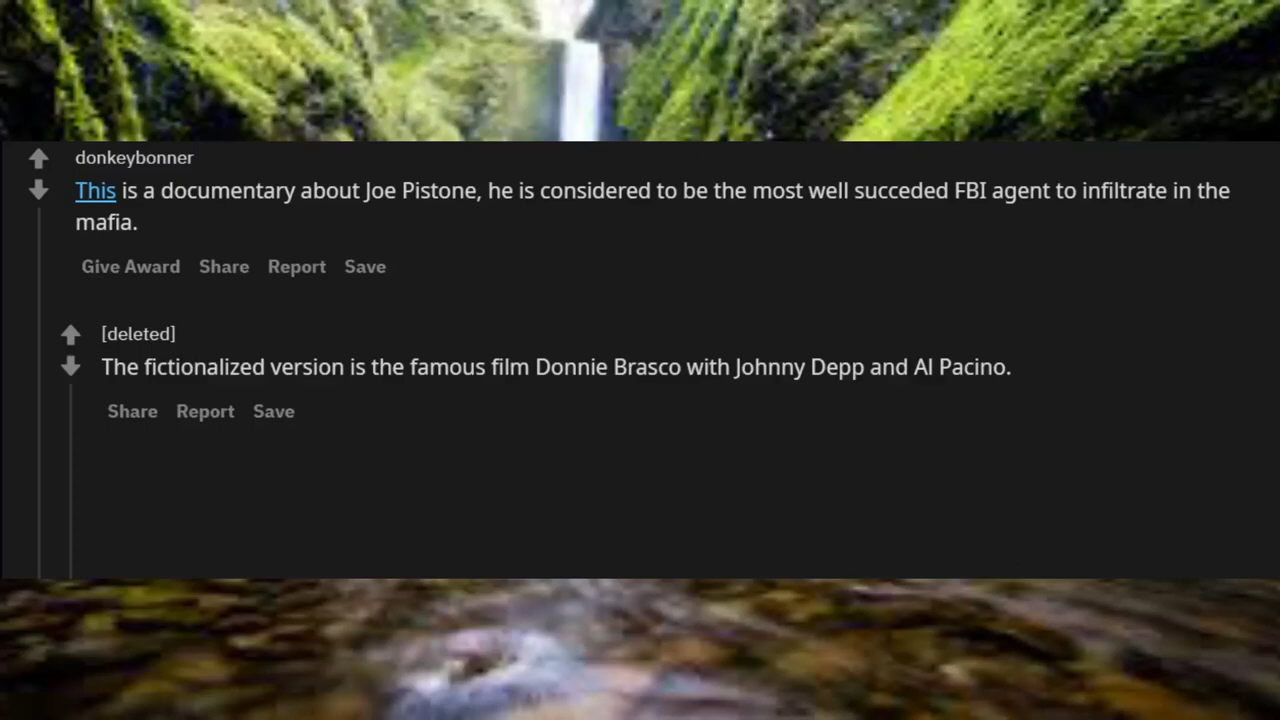 donkeybonner
This is a documentary about Joe Pistone, he is considered to be the most well succeded FBI agent to infiltrate in the
mafia.
Give Award Share Report Save
[deleted]
The fictionalized version is the famous film Donnie Brasco with Johnny Depp and Al Pacino.
Share Report Save